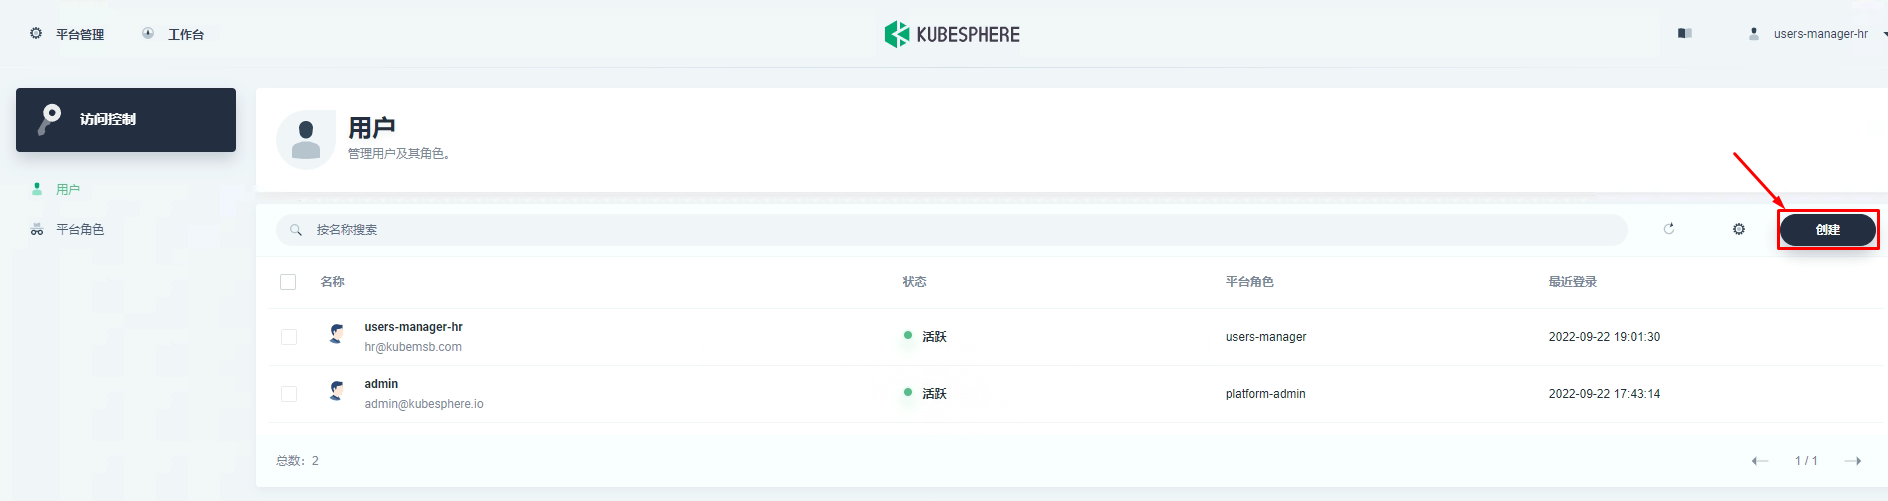 平台管理 工作台 KUBESPHERE users-manager-hr
访问控制
用户
管理用户及其角色。
用户
平台角色
按名称搜索 创建
名称 状态 平台角色 最近登录
users-manager-hr
hr@kubemsb.com
活跃 users-manager 2022-09-22 19:01:30
admin
admin@kubesphere.io
活跃 platform-admin 2022-09-22 17:43:14
总数：2 1 / 1